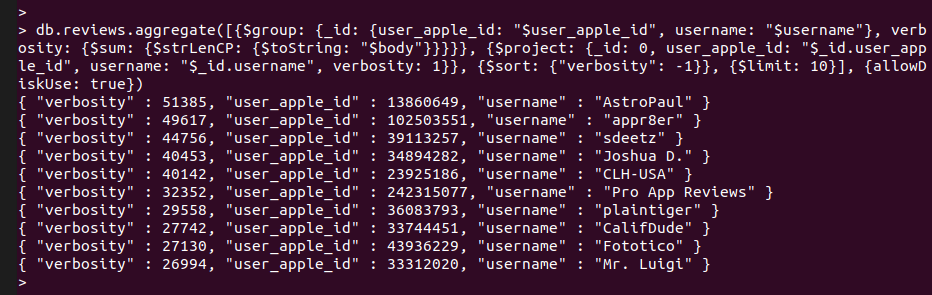 >
> db.reviews.aggregate([{$group: {_id: {user_apple_id: "$user_apple_id", username: "$username"}, verb
osity: {$sum: {$strLenCP: {$toString: "$body"}}}}}, {$project: {_id: 0, user_apple_id: "$_id.user_app
le_id", username: "$_id.username", verbosity: 1}}, {$sort: {"verbosity": -1}}, {$limit: 10}], {allowD
iskUse: true})
{ "verbosity" : 51385, "user_apple_id" : 13860649, "username" : "AstroPaul" }
{ "verbosity" : 49617, "user_apple_id" : 102503551, "username" : "appr8er" }
{ "verbosity" : 44756, "user_apple_id" : 39113257, "username" : "sdeetz" }
{ "verbosity" : 40453, "user_apple_id" : 34894282, "username" : "Joshua D." }
{ "verbosity" : 40142, "user_apple_id" : 23925186, "username" : "CLH-USA" }
{ "verbosity" : 32352, "user_apple_id" : 242315077, "username" : "Pro App Reviews" }
{ "verbosity" : 29558, "user_apple_id" : 36083793, "username" : "plaintiger" }
{ "verbosity" : 27742, "user_apple_id" : 33744451, "username" : "CalifDude" }
{ "verbosity" : 27130, "user_apple_id" : 43936229, "username" : "Fototico" }
{ "verbosity" : 26994, "user_apple_id" : 33312020, "username" : "Mr. Luigi" }
>